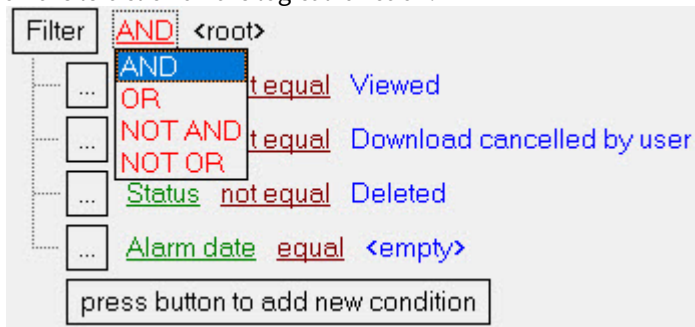 Filter AND <root>
AND
... t equal Viewed
OR
NOT AND
... t equal Download cancelled by user
NOT OR
... Status not equal Deleted
... Alarm date equal <empty>
press button to add new condition